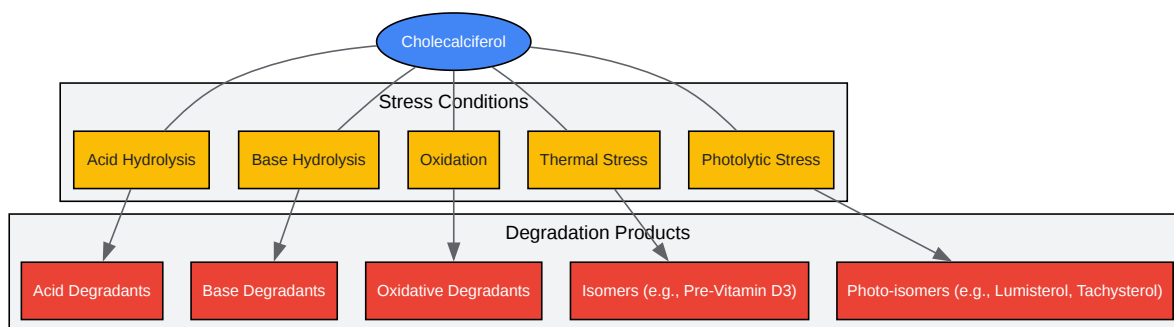 Cholecalciferol
Stress Conditions
Acid Hydrolysis
Base Hydrolysis
Oxidation
Thermal Stress
Photolytic Stress
Degradation Products
Acid Degradants
Base Degradants
Oxidative Degradants
Isomers (e.g., Pre-Vitamin D3)
Photo-isomers (e.g., Lumisterol, Tachysterol)